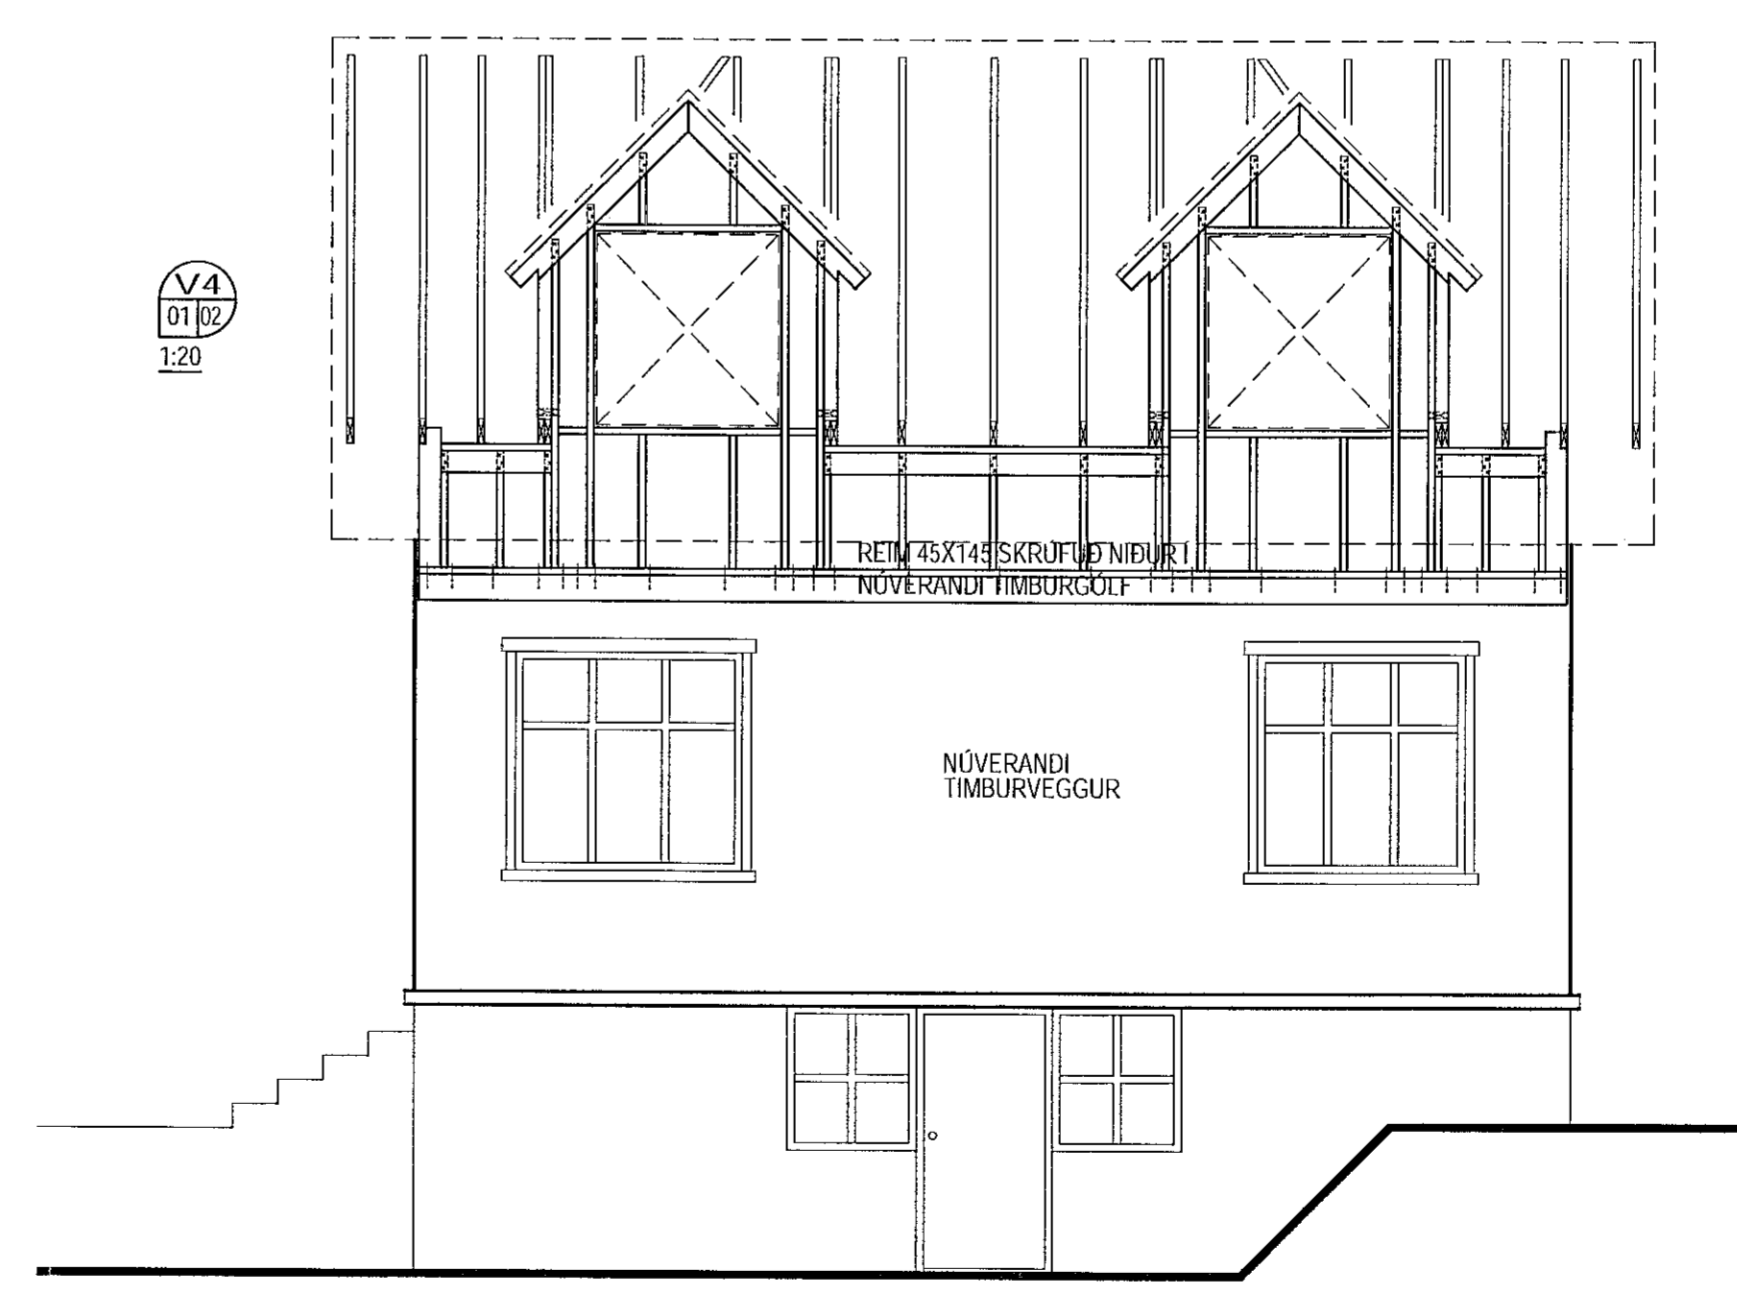 V4
01 02
1:20
REIM 45X145 SKRÚFUÐ NIÐUR Í
NÚVERANDI TIMBURGÓLF
NÚVERANDI
TIMBURVEGGUR